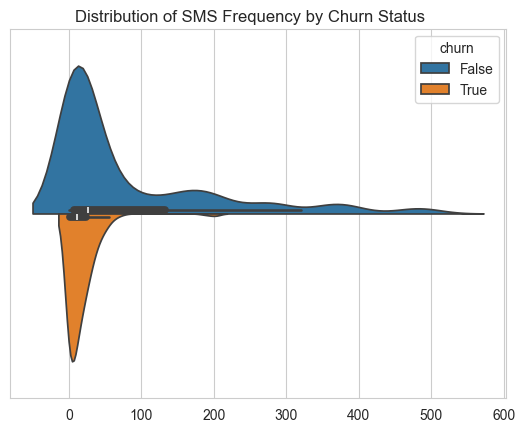 Distribution of SMS Frequency by Churn Status
churn
False
True
0 100 200 300 400 500 600